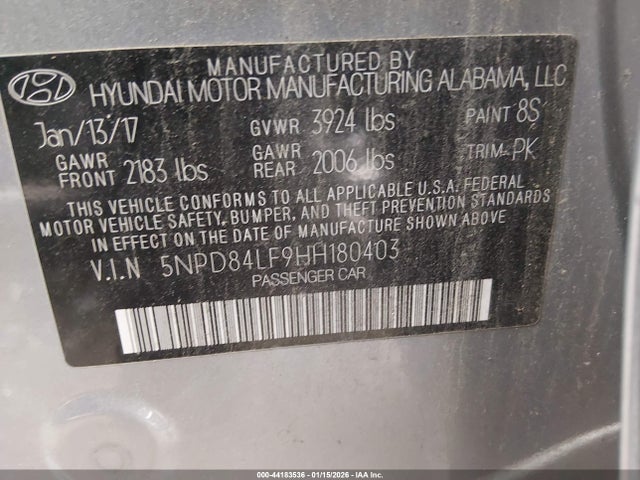 MANUFACTURED BY
HYUNDAI MOTOR MANUFACTURING ALABAMA, LLC
Jan/13/17 GVWR 3924 lbs PAINT 8S
GAWR FRONT 2183 lbs GAWR REAR 2006 lbs TRIM PK
THIS VEHICLE CONFORMS TO ALL APPLICABLE U.S.A. FEDERAL
MOTOR VEHICLE SAFETY, BUMPER, AND THEFT PREVENTION STANDARDS
IN EFFECT ON THE DATE OF MANUFACTURE SHOWN ABOVE
V.I.N 5NPD84LF9HH180403
PASSENGER CAR
000-44183536 - 01/15/2026 - IAA Inc.